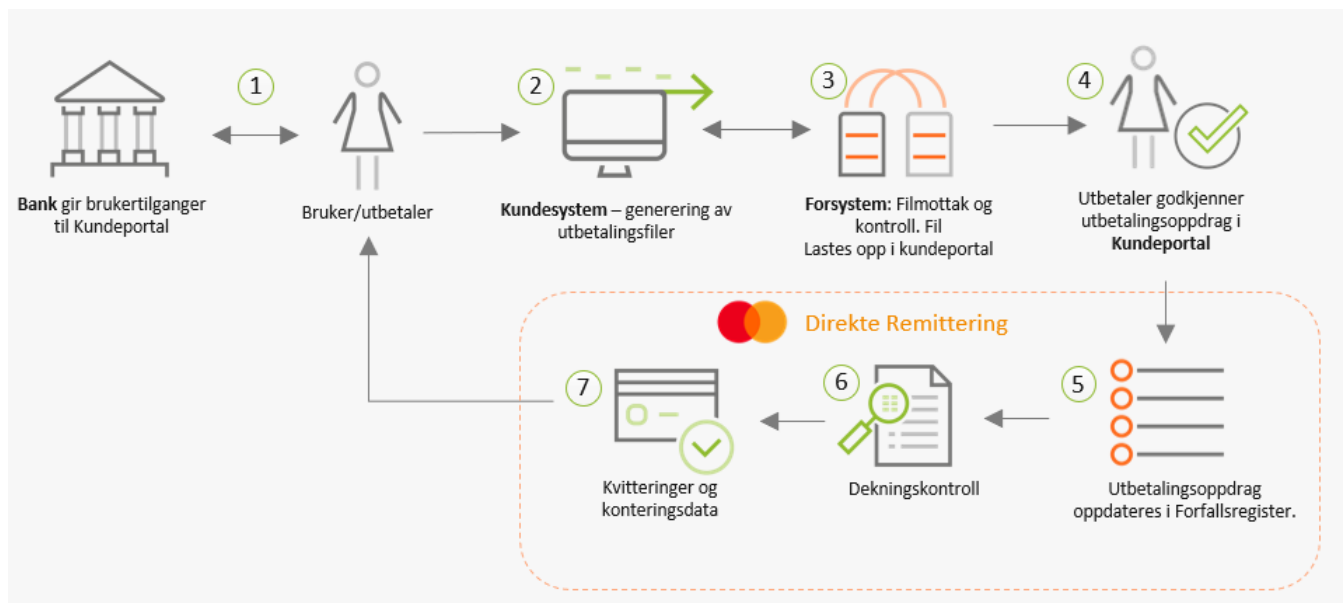 1
2
3
4
Bank gir brukertilganger
til Kundeportal
Bruker/utbetaler
Kundesystem – generering av
utbetalingsfiler
Forsystem: Filmottak og
kontroll. Fil
Lastes opp i kundeportal
Utbetaler godkjenner
utbetalingsoppdrag i
Kundeportal
Direkte Remittering
7
6
5
Kvitteringer og
konteringsdata
Dekningskontroll
Utbetalingsoppdrag
oppdateres i Forfallsregister.